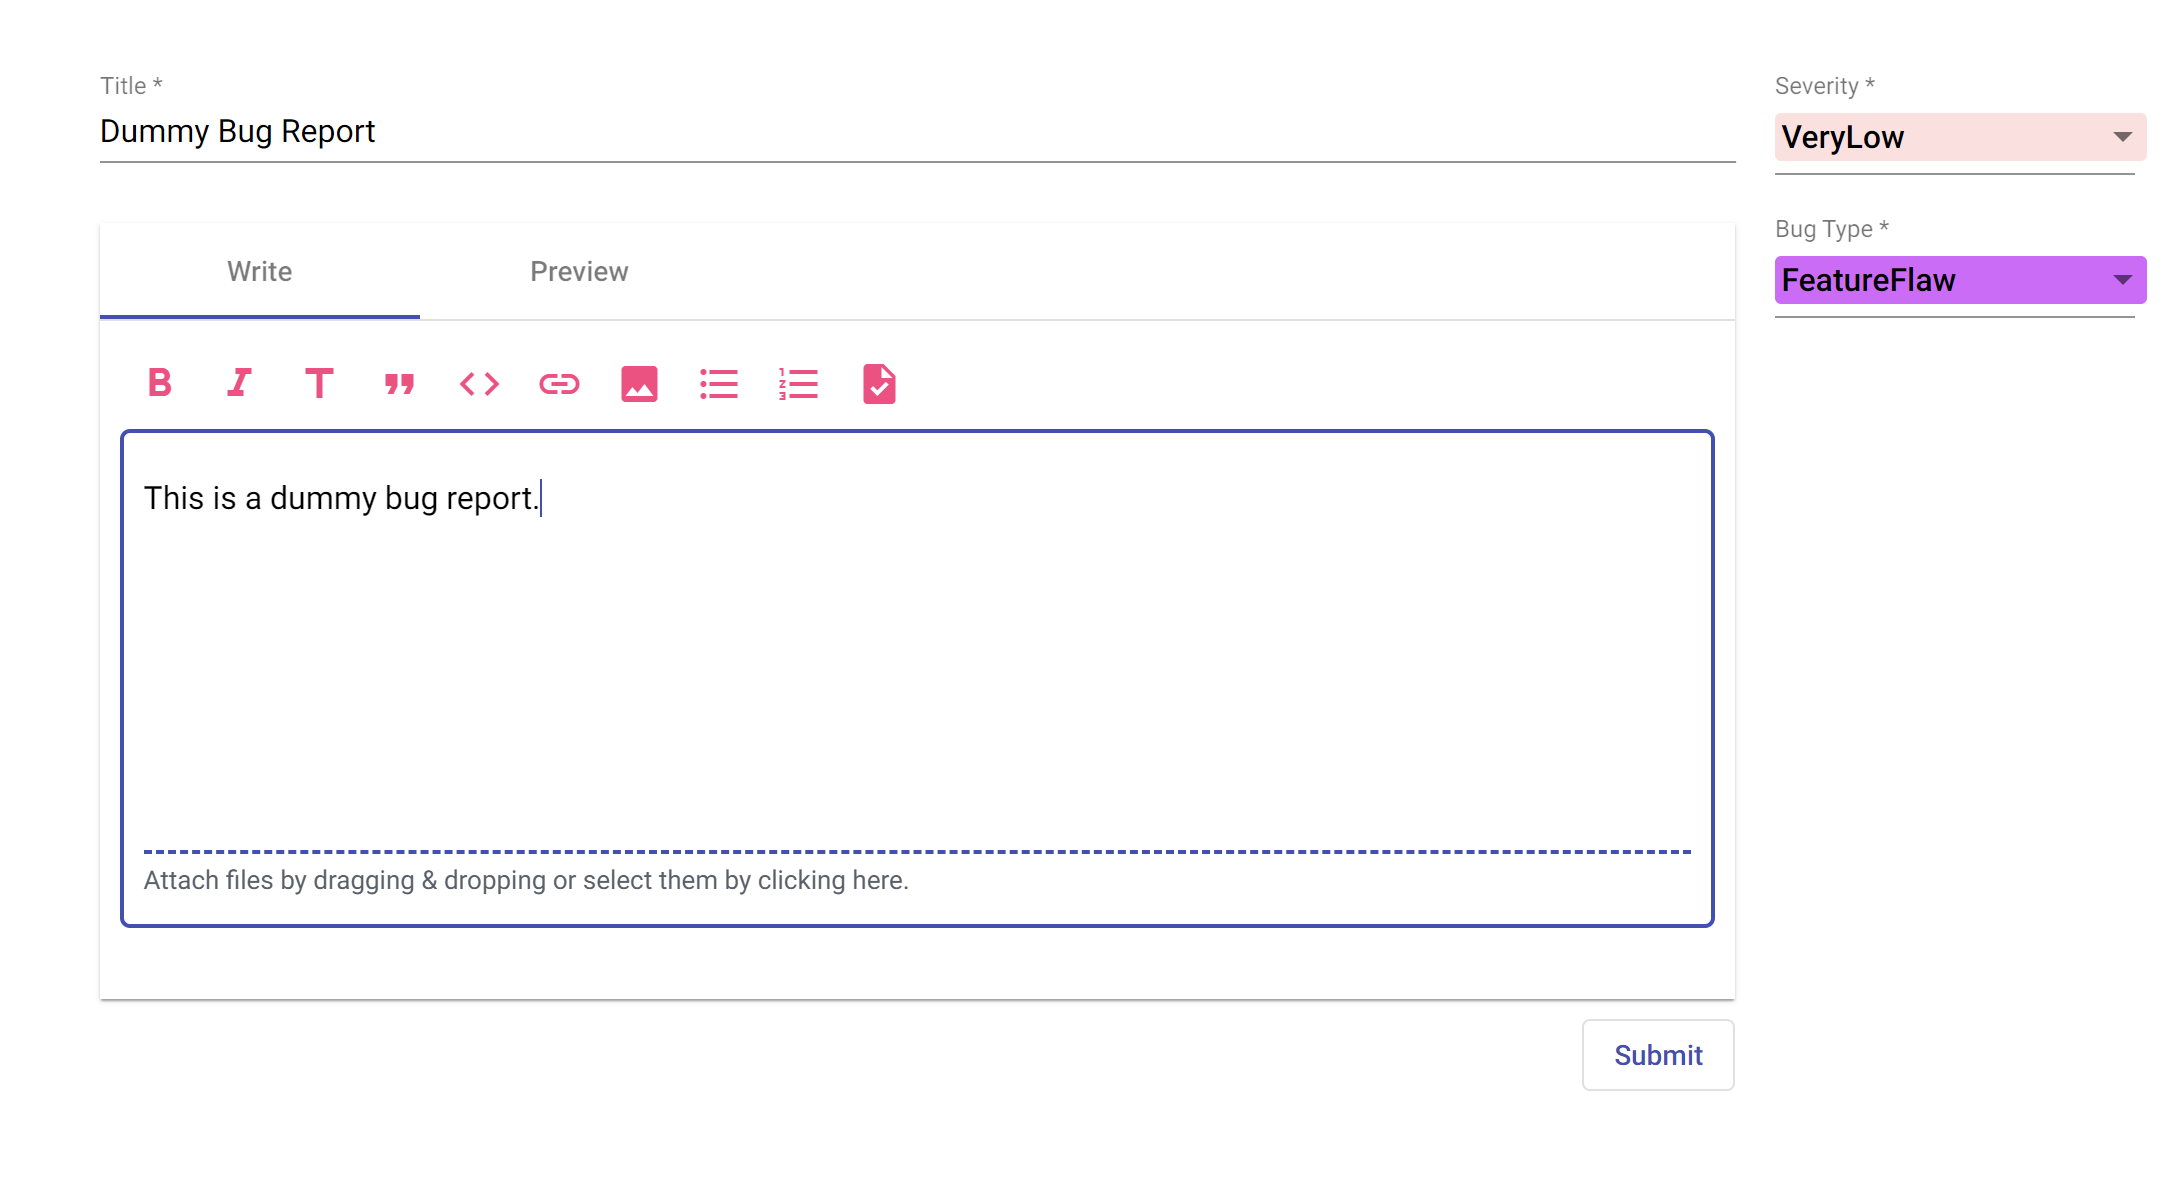 Title *
Dummy Bug Report
Severity *
VeryLow
Bug Type *
FeatureFlaw
Write
Preview
This is a dummy bug report.
Attach files by dragging & dropping or select them by clicking here.
Submit